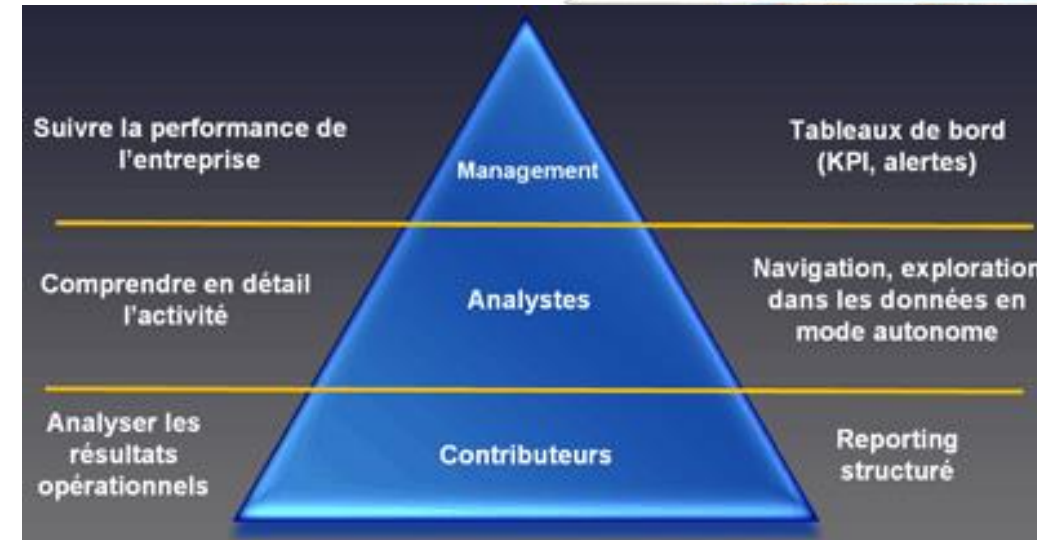 Suivre la performance de
l'entreprise
Management
Tableaux de bord
(KPI, alertes)
Comprendre en détail
l'activité
Analystes
Navigation, exploration
dans les données en
mode autonome
Analyser les
résultats
opérationnels
Contributeurs
Reporting
structuré